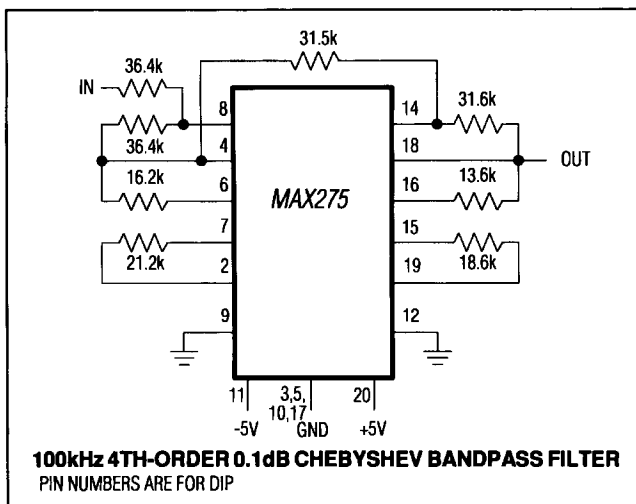 31.5k
36.4k
IN
8
14
31.6k
36.4k
4
18
OUT
16.2k
6
MAX275
16
13.6k
7
15
21.2k
2
19
18.6k
9
12
11
3,5,
10,17
20
-5V
GND
+5V
100kHz 4TH-ORDER 0.1dB CHEBYSHEV BANDPASS FILTER
PIN NUMBERS ARE FOR DIP